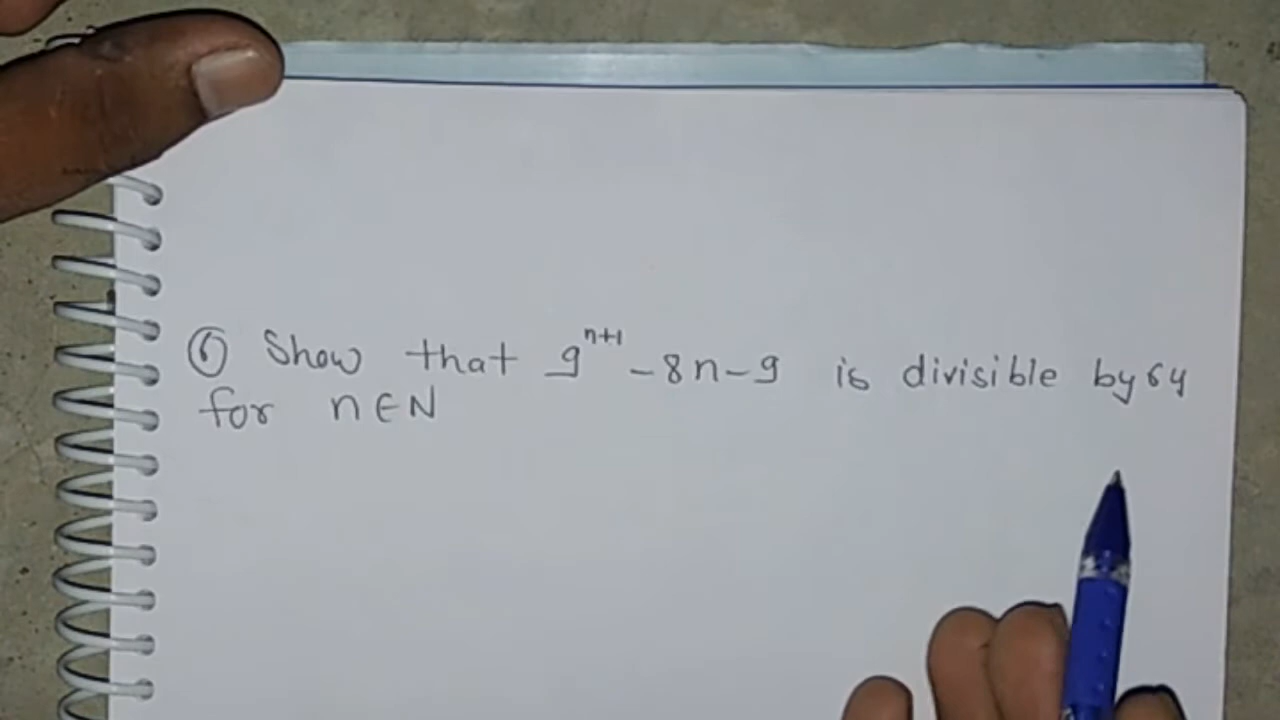 ⑥ Show that 9^{n+1} - 8n - 9 is divisible by 64
for n ∈ N